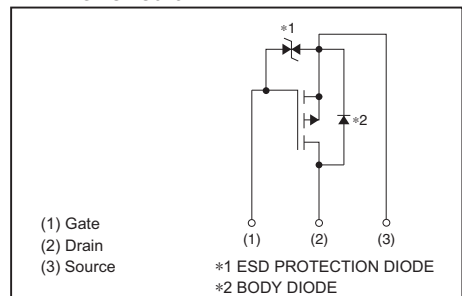 *1
*2
(1) Gate
(2) Drain
(3) Source
(1) (2) (3)
*1 ESD PROTECTION DIODE
*2 BODY DIODE